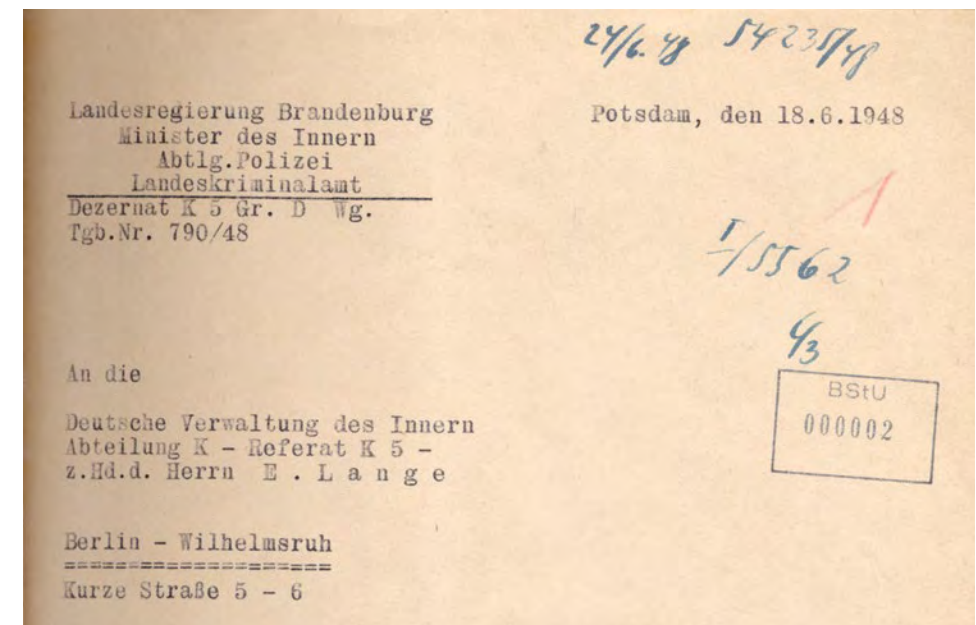 24/6.48 54235/48
Landesregierung Brandenburg
Minister des Innern
Abtlg.Polizei
Landeskriminalamt
Dezernat K 5 Gr. D Wg.
Tgb.Nr. 790/48
Potsdam, den 18.6.1948
1
I/5562
4/3
BStU
000002
An die
Deutsche Verwaltung des Innern
Abteilung K - Referat K 5 -
z.Hd.d. Herrn E . L a n g e
Berlin - Wilhelmsruh
=====================
Kurze Straße 5 - 6